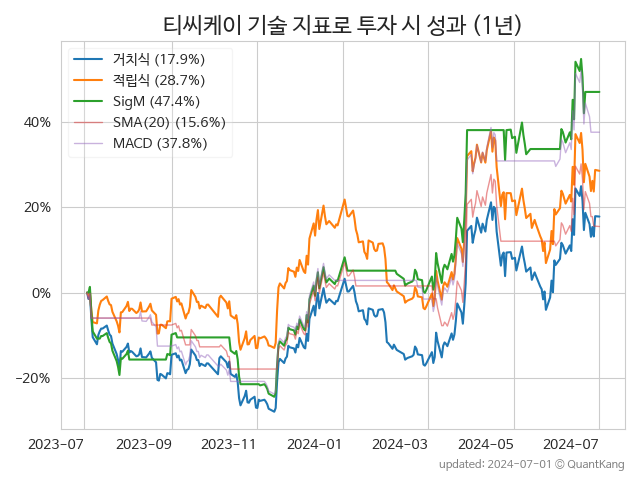 티씨케이 기술 지표로 투자 시 성과 (1년)
거치식 (17.9%)
적립식 (28.7%)
SigM (47.4%)
SMA(20) (15.6%)
MACD (37.8%)
40%
20%
0%
−20%
2023-07 2023-09 2023-11 2024-01 2024-03 2024-05 2024-07
updated: 2024-07-01 © QuantKang